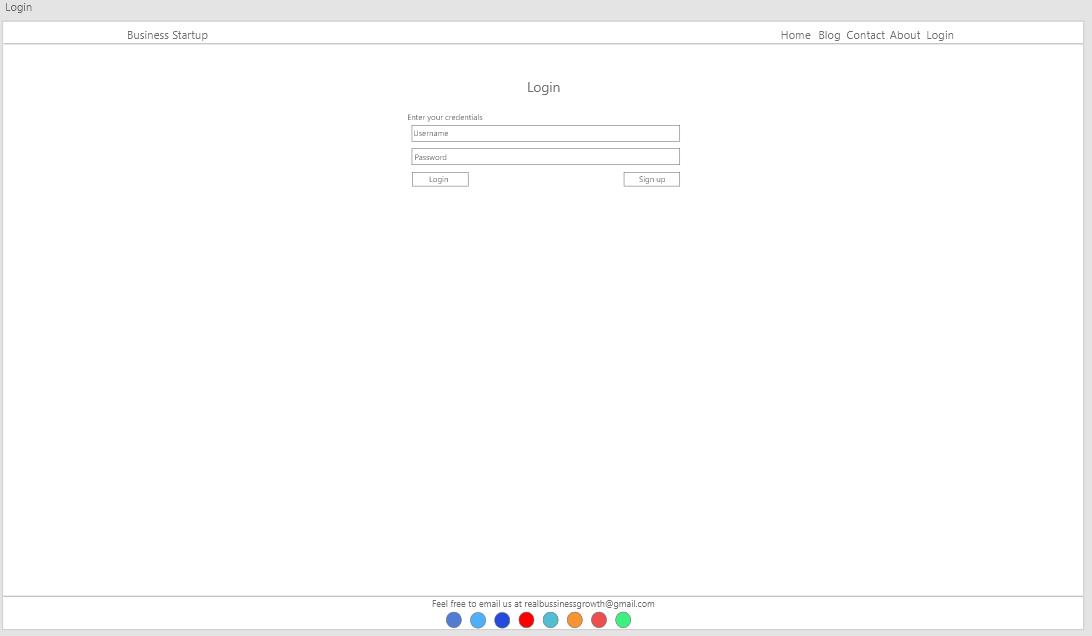 Login
Business Startup Home Blog Contact About Login
Login
Enter your credentials
Username
Password
Login Sign up
Feel free to email us at realbussinessgrowth@gmail.com